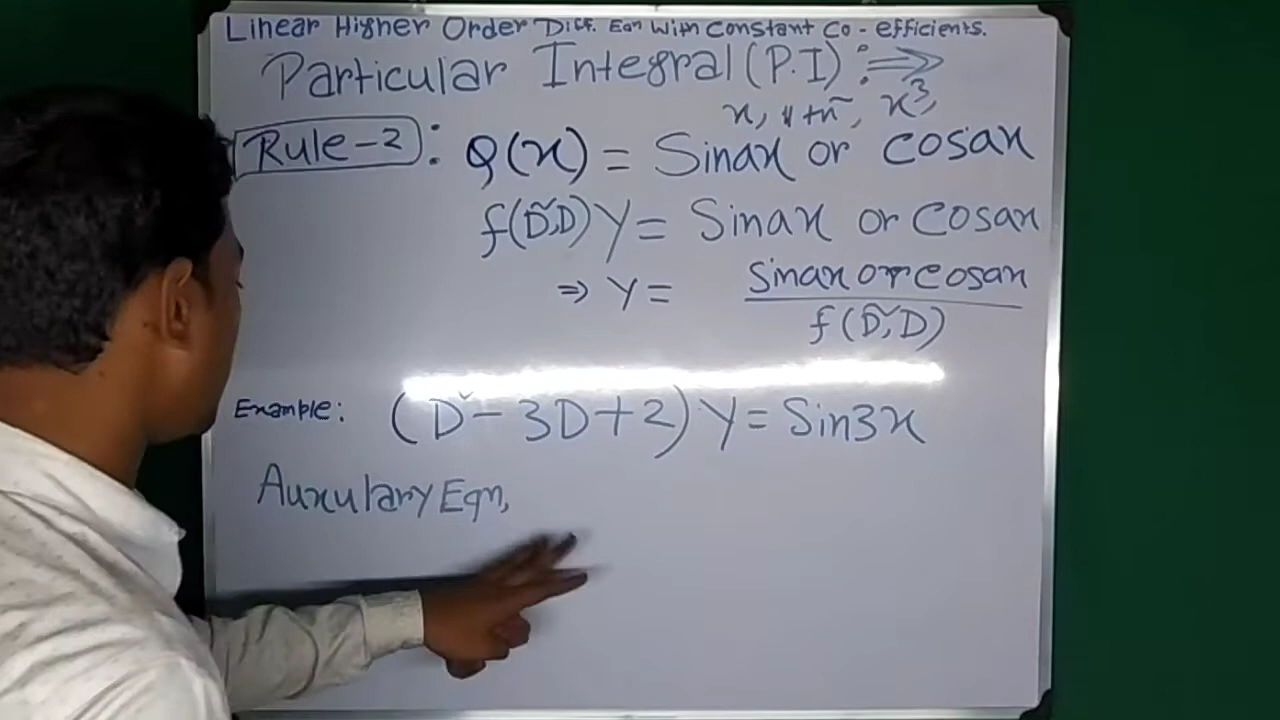 Linear Higher Order Diff. Eqn With Constant Co-efficients.
Particular Integral (P.I) : ⇒
x, x³,
Rule-2 : Q(x) = Sinax or cosax
f(D²,D) Y = Sinax or Cosax
⇒ Y = Sinax or cosax / f(D²,D)
Example: (D² - 3D + 2) Y = Sin3x
Auxulary Eqn,